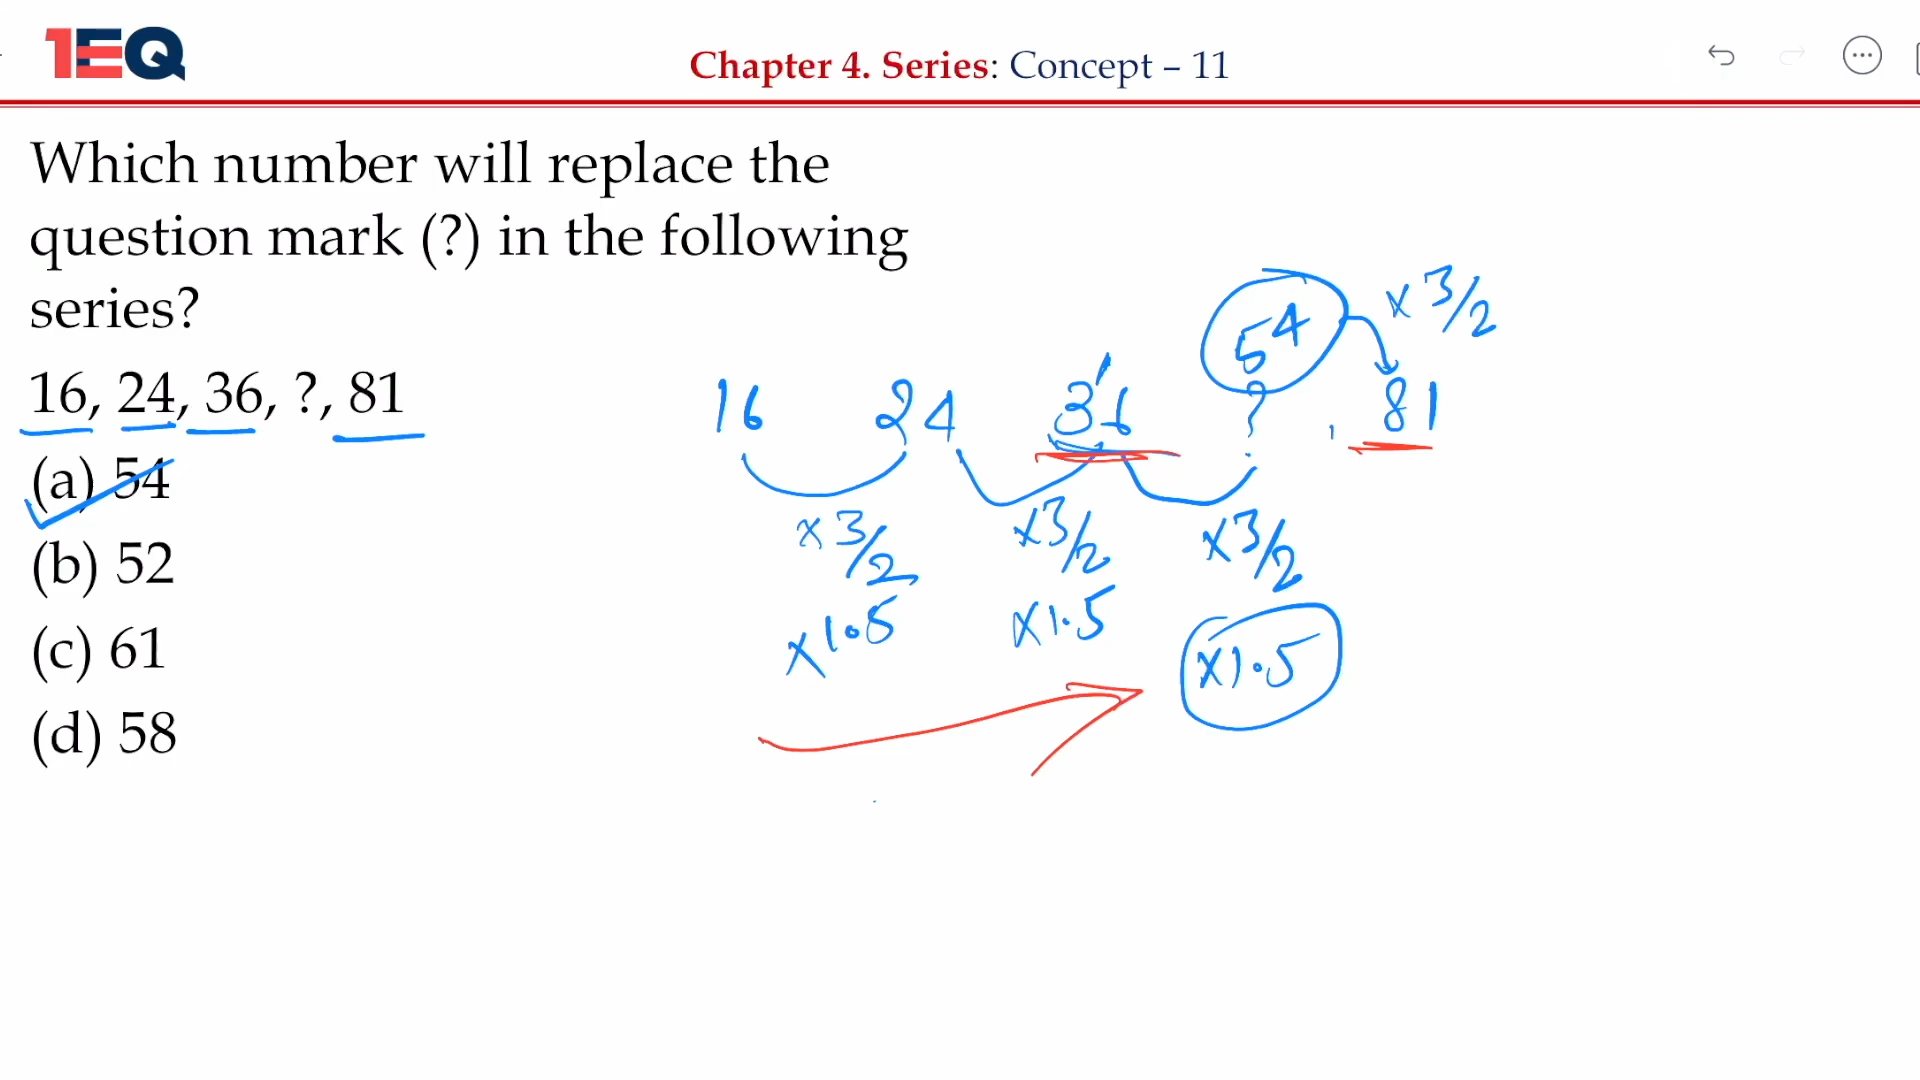 1EQ
Chapter 4. Series: Concept – 11
Which number will replace the
question mark (?) in the following
series?
16, 24, 36, ?, 81
(a) 54
(b) 52
(c) 61
(d) 58
54 × 3/2
16 24 36 ? 81
× 3/2 × 3/2 × 3/2
×1.5 ×1.5 ×1.5